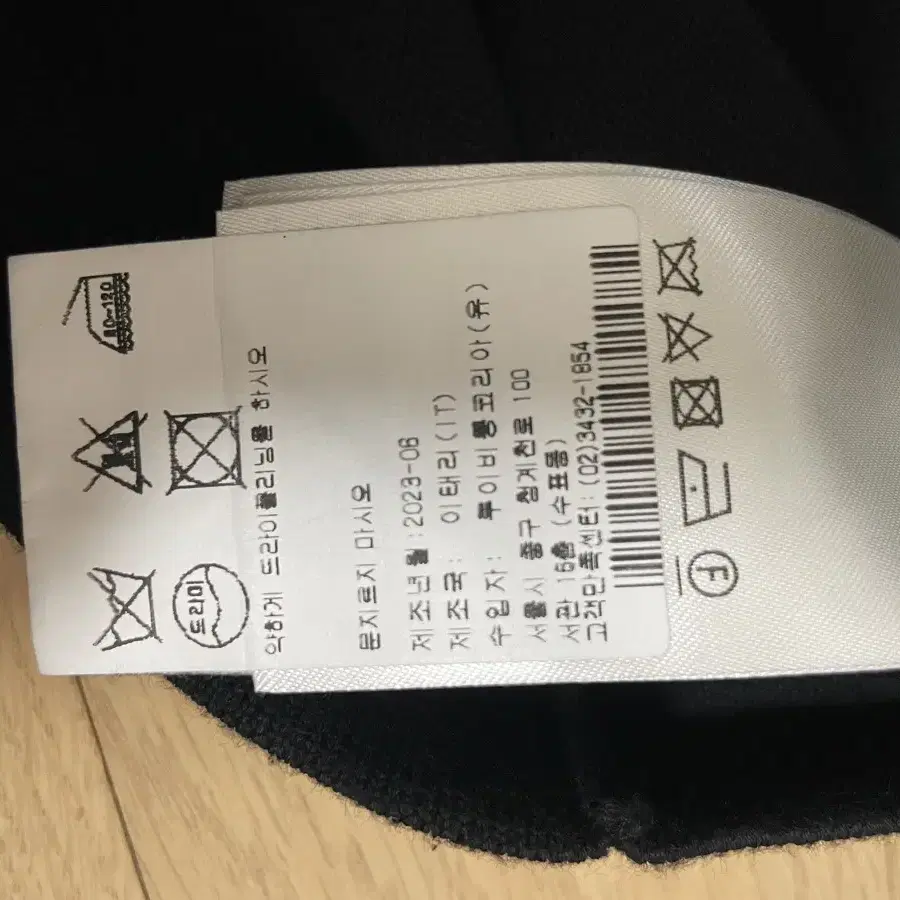 80~120
드라이
약하게 드라이클리닝을 하시오
문지르지 마시오
제조년월:2023-06
제조국: 이태리(IT)
수입자: 루이비통코리아(유)
서울시 중구 청계천로 100
서관 16층 (수표동)
고객만족센터:(02)3432-1854
F